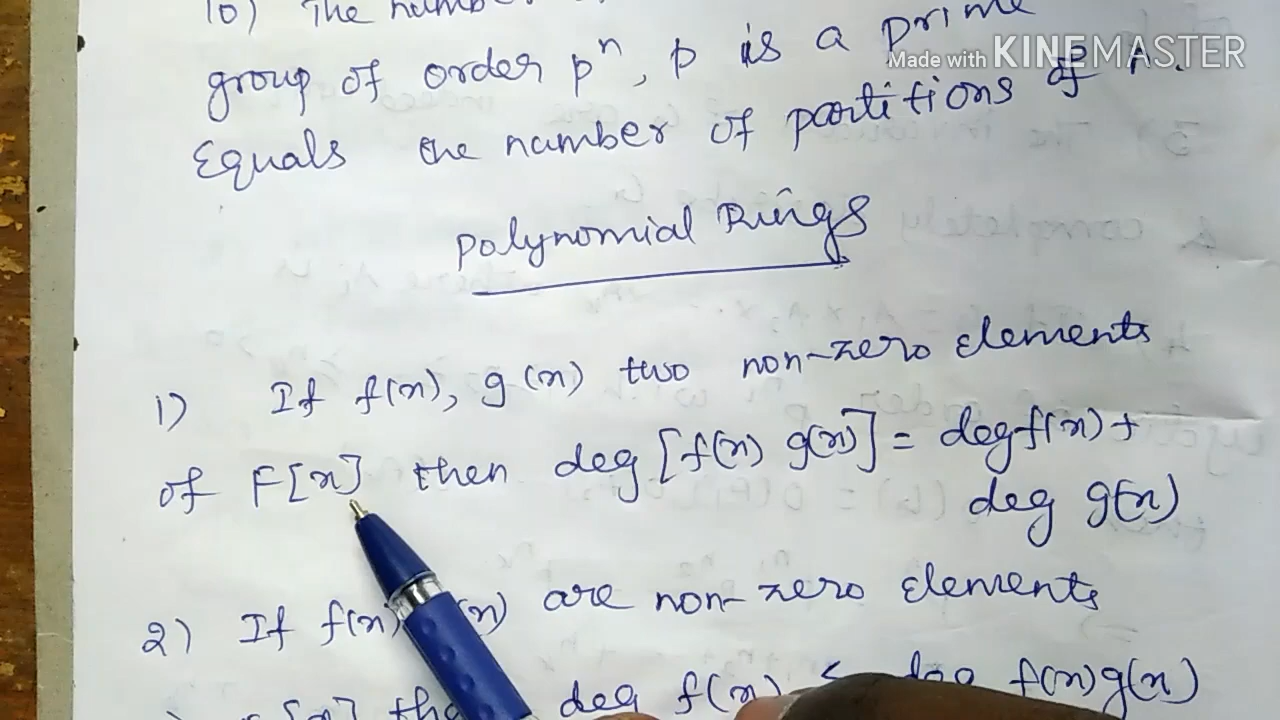 10) The
Made with KINEMASTER
group of order pⁿ, p is a prime
Equals the number of partitions of n.
Polynomial Rings
1) If f(x), g(x) two non-zero elements
of F[x] then deg [f(x) g(x)] = deg f(x) +
deg g(x)
2) If f(x) (x) are non-zero elements
deg f(x) ≤ deg f(x) g(x)